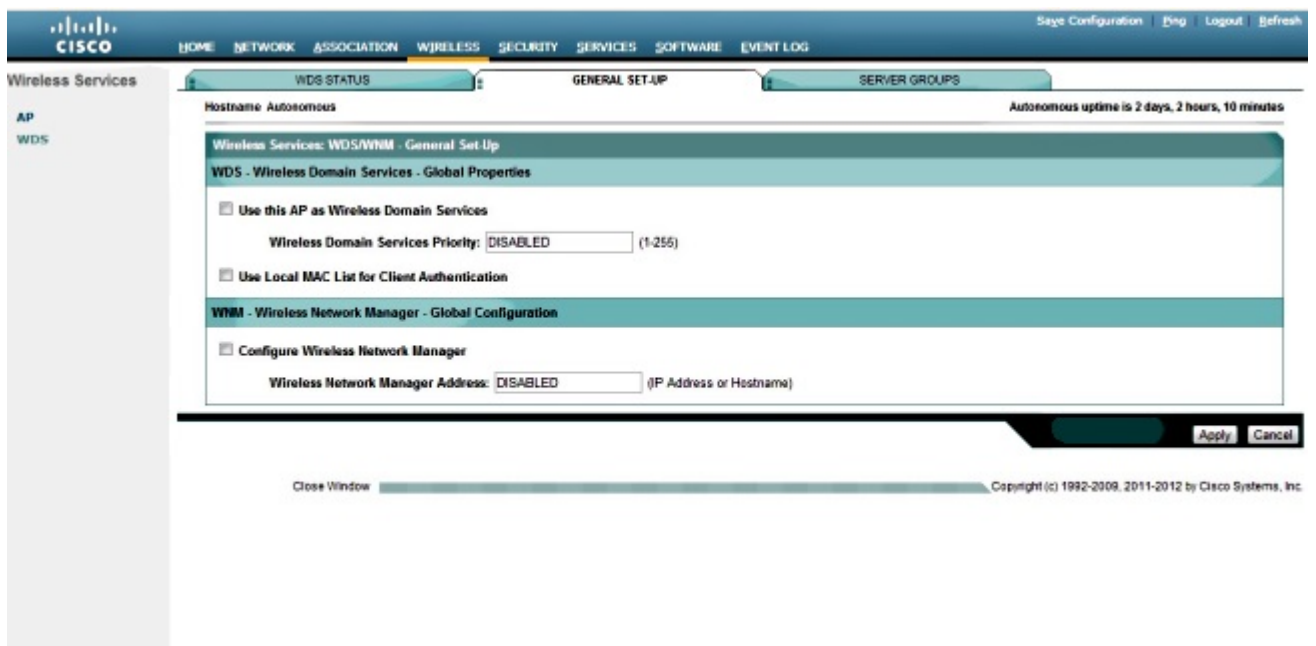 Save Configuration | Ping | Logout | Refresh
CISCO
HOME NETWORK ASSOCIATION WIRELESS SECURITY SERVICES SOFTWARE EVENT LOG
Wireless Services
AP
WDS
WDS STATUS
GENERAL SET-UP
SERVER GROUPS
Hostname Autonomous
Autonomous uptime is 2 days, 2 hours, 10 minutes
Wireless Services: WDS/WNM - General Set-Up
WDS - Wireless Domain Services - Global Properties
Use this AP as Wireless Domain Services
Wireless Domain Services Priority: DISABLED (1-255)
Use Local MAC List for Client Authentication
WNM - Wireless Network Manager - Global Configuration
Configure Wireless Network Manager
Wireless Network Manager Address: DISABLED (IP Address or Hostname)
Apply Cancel
Close Window
Copyright (c) 1992-2009, 2011-2012 by Cisco Systems, Inc.